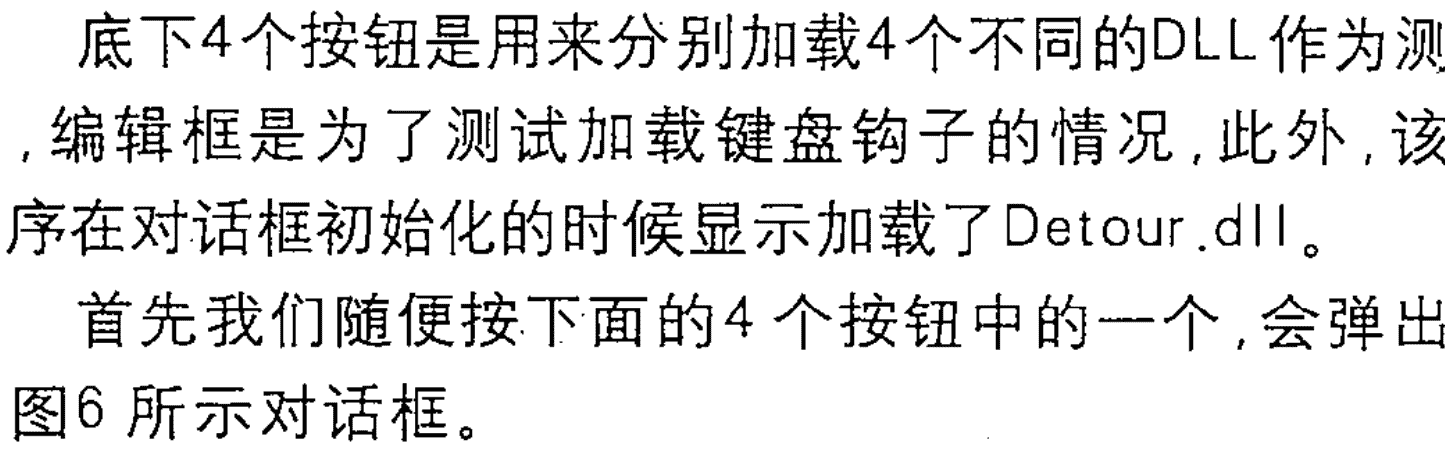 底下4个按钮是用来分别加载4个不同的DLL作为测
,编辑框是为了测试加载键盘钩子的情况,此外,该
序在对话框初始化的时候显示加载了Detour.dll。
首先我们随便按下面的4个按钮中的一个,会弹出
图6所示对话框。